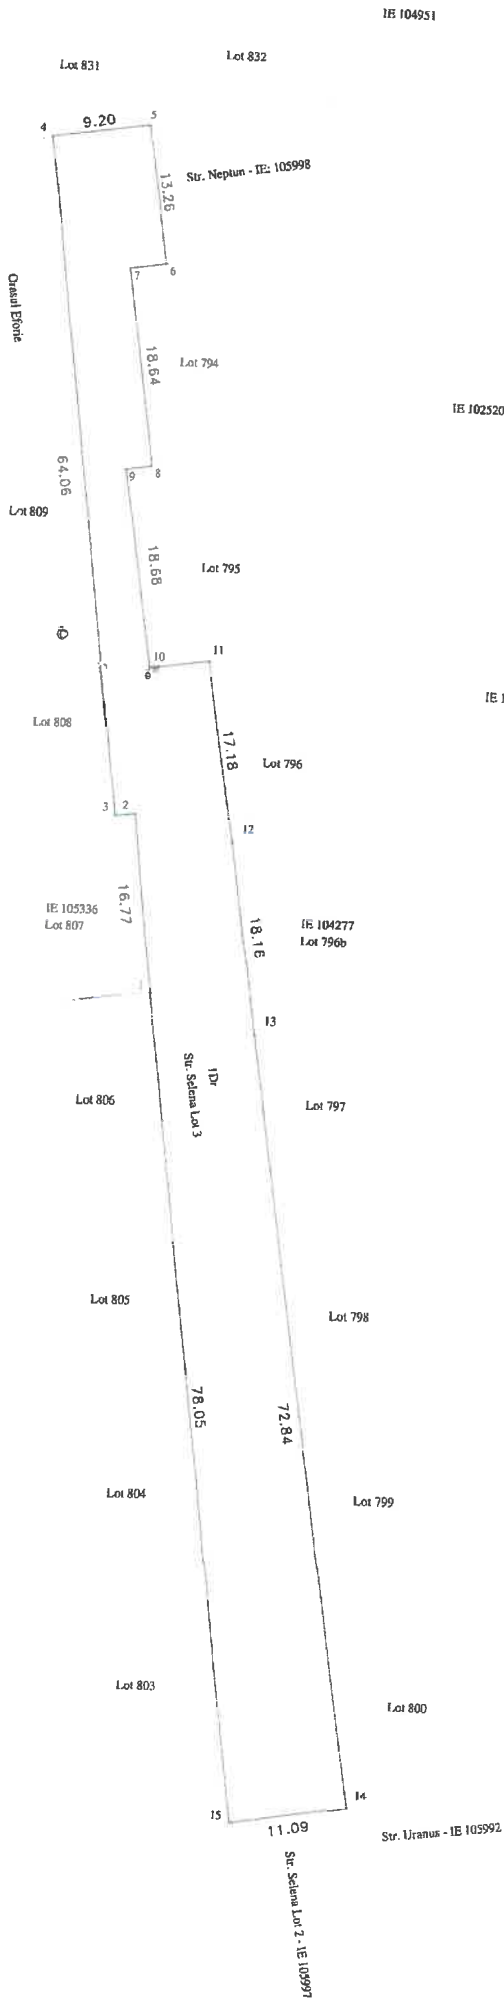 IE 104951
Lot 831
Lot 832
4
9.20
5
13.26
Str. Neptun - IE: 105998
7
6
Orasul Eforie
18.64
Lot 794
IE 102520
64.06
9
8
Lot 809
18.68
Lot 795
10
11
IE 1
Lot 808
17.18
Lot 796
3
2
12
16.77
IE 105336
Lot 807
18.16
IE 104277
Lot 796b
13
1Dr
Str. Selena Lot 3
Lot 806
Lot 797
Lot 805
Lot 798
78.05
72.84
Lot 804
Lot 799
Lot 803
Lot 800
14
15
11.09
Str. Uranus - IE 105992
Str. Selena Lot 2 - IE 105997